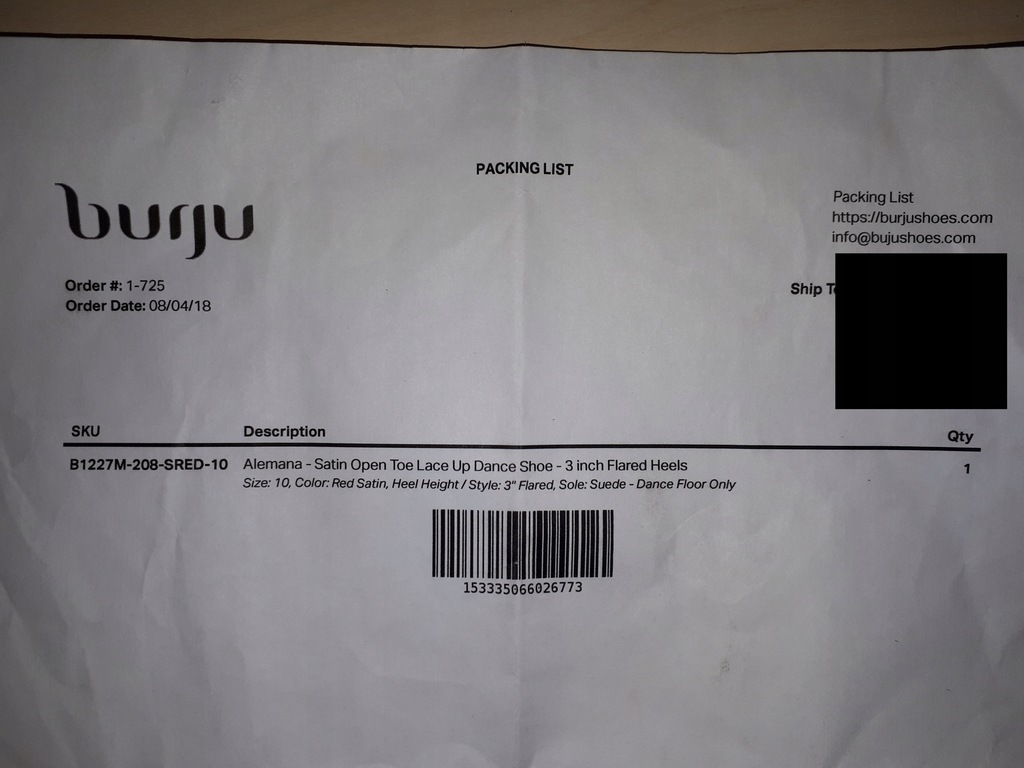 PACKING LIST
burju
Packing List
https://burjushoes.com
info@bujushoes.com
Order #: 1-725
Order Date: 08/04/18
Ship
SKU Description Qty
B1227M-208-SRED-10 Alemana - Satin Open Toe Lace Up Dance Shoe - 3 inch Flared Heels 1
Size: 10, Color: Red Satin, Heel Height / Style: 3" Flared, Sole: Suede - Dance Floor Only
153335066026773